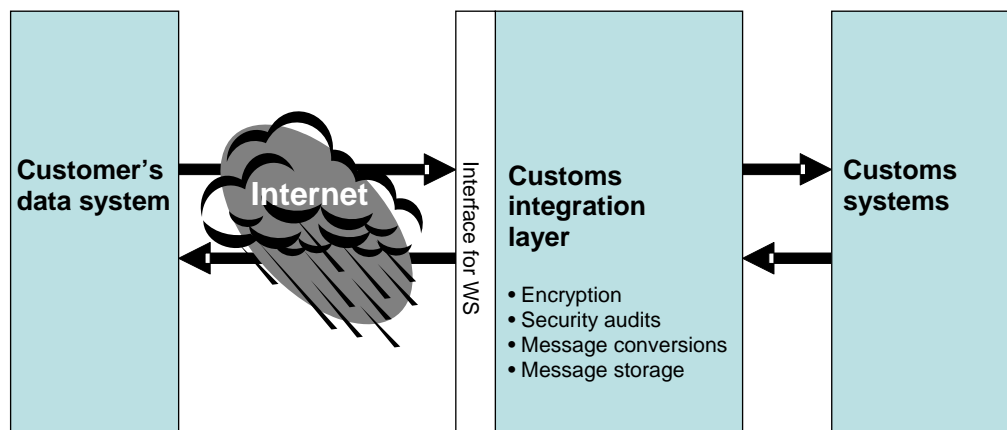 Customer’s
data system
Internet
Interface for WS
Customs
integration
layer
• Encryption
• Security audits
• Message conversions
• Message storage
Customs
systems